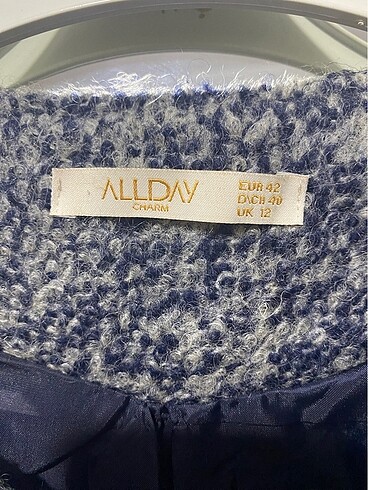 ALLDAY
CHARM
EUR 42
D/CH 40
UK 12